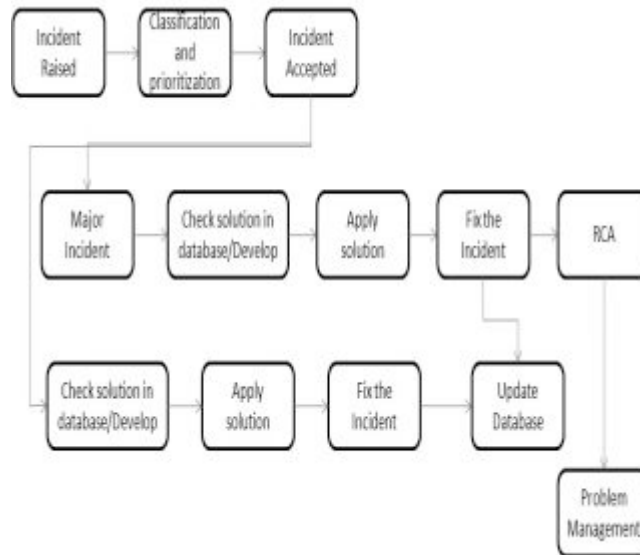 Incident
Raised
Classification
and
prioritization
Incident
Accepted
Major
Incident
Check solution in
database/Develop
Apply
solution
Fix the
Incident
RCA
Check solution in
database/Develop
Apply
solution
Fix the
Incident
Update
Database
Problem
Management